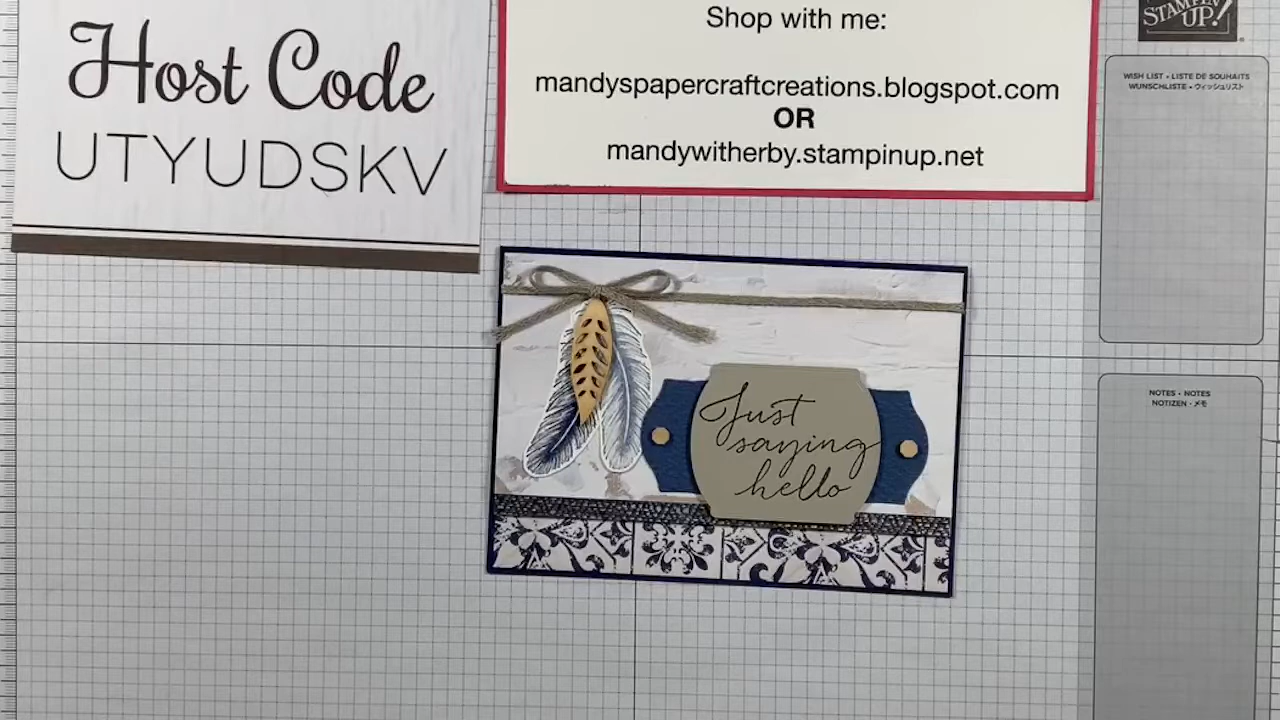 Host Code
UTYUDSKV
Shop with me:
mandyspapercraftcreations.blogspot.com
OR
mandywitherby.stampinup.net
STAMPIN'
UP!
WISH LIST • LISTE DE SOUHAITS
WUNSCHLISTE • ウィッシュリスト
NOTES • NOTES
NOTIZEN • メモ
Just
saying
hello